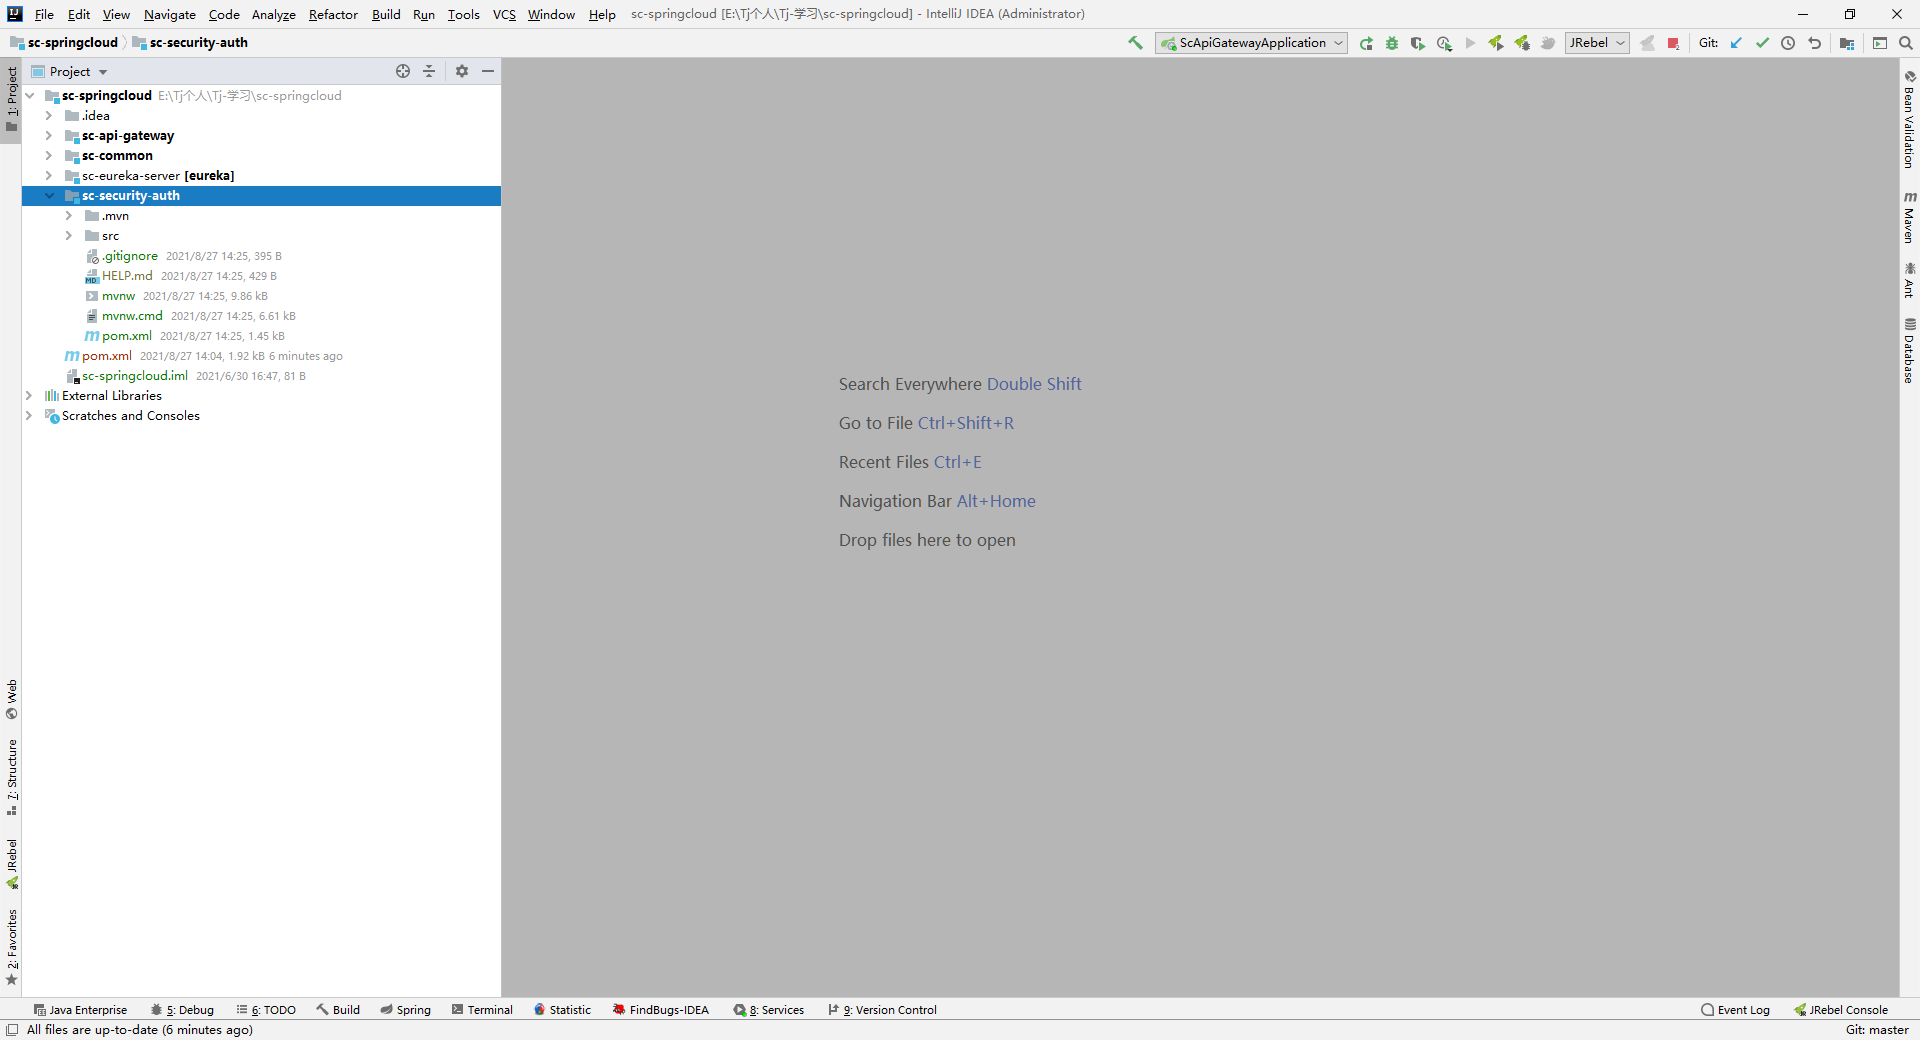 File Edit View Navigate Code Analyze Refactor Build Run Tools VCS Window Help sc-springcloud [E:\Tj个人\Tj-学习\sc-springcloud] - IntelliJ IDEA (Administrator)
sc-springcloud sc-security-auth ScApiGatewayApplication JRebel Git:
Project
sc-springcloud E:\Tj个人\Tj-学习\sc-springcloud
.idea
sc-api-gateway
sc-common
sc-eureka-server [eureka]
sc-security-auth
.mvn
src
.gitignore 2021/8/27 14:25, 395 B
HELP.md 2021/8/27 14:25, 429 B
mvnw 2021/8/27 14:25, 9.86 kB
mvnw.cmd 2021/8/27 14:25, 6.61 kB
pom.xml 2021/8/27 14:25, 1.45 kB
pom.xml 2021/8/27 14:04, 1.92 kB 6 minutes ago
sc-springcloud.iml 2021/6/30 16:47, 81 B
External Libraries
Scratches and Consoles
1: Project
Web
7: Structure
JRebel
2: Favorites
Search Everywhere Double Shift
Go to File Ctrl+Shift+R
Recent Files Ctrl+E
Navigation Bar Alt+Home
Drop files here to open
Bean Validation
Maven
Ant
Database
Java Enterprise 5: Debug 6: TODO Build Spring Terminal Statistic FindBugs-IDEA 8: Services 9: Version Control Event Log JRebel Console
All files are up-to-date (6 minutes ago) Git: master